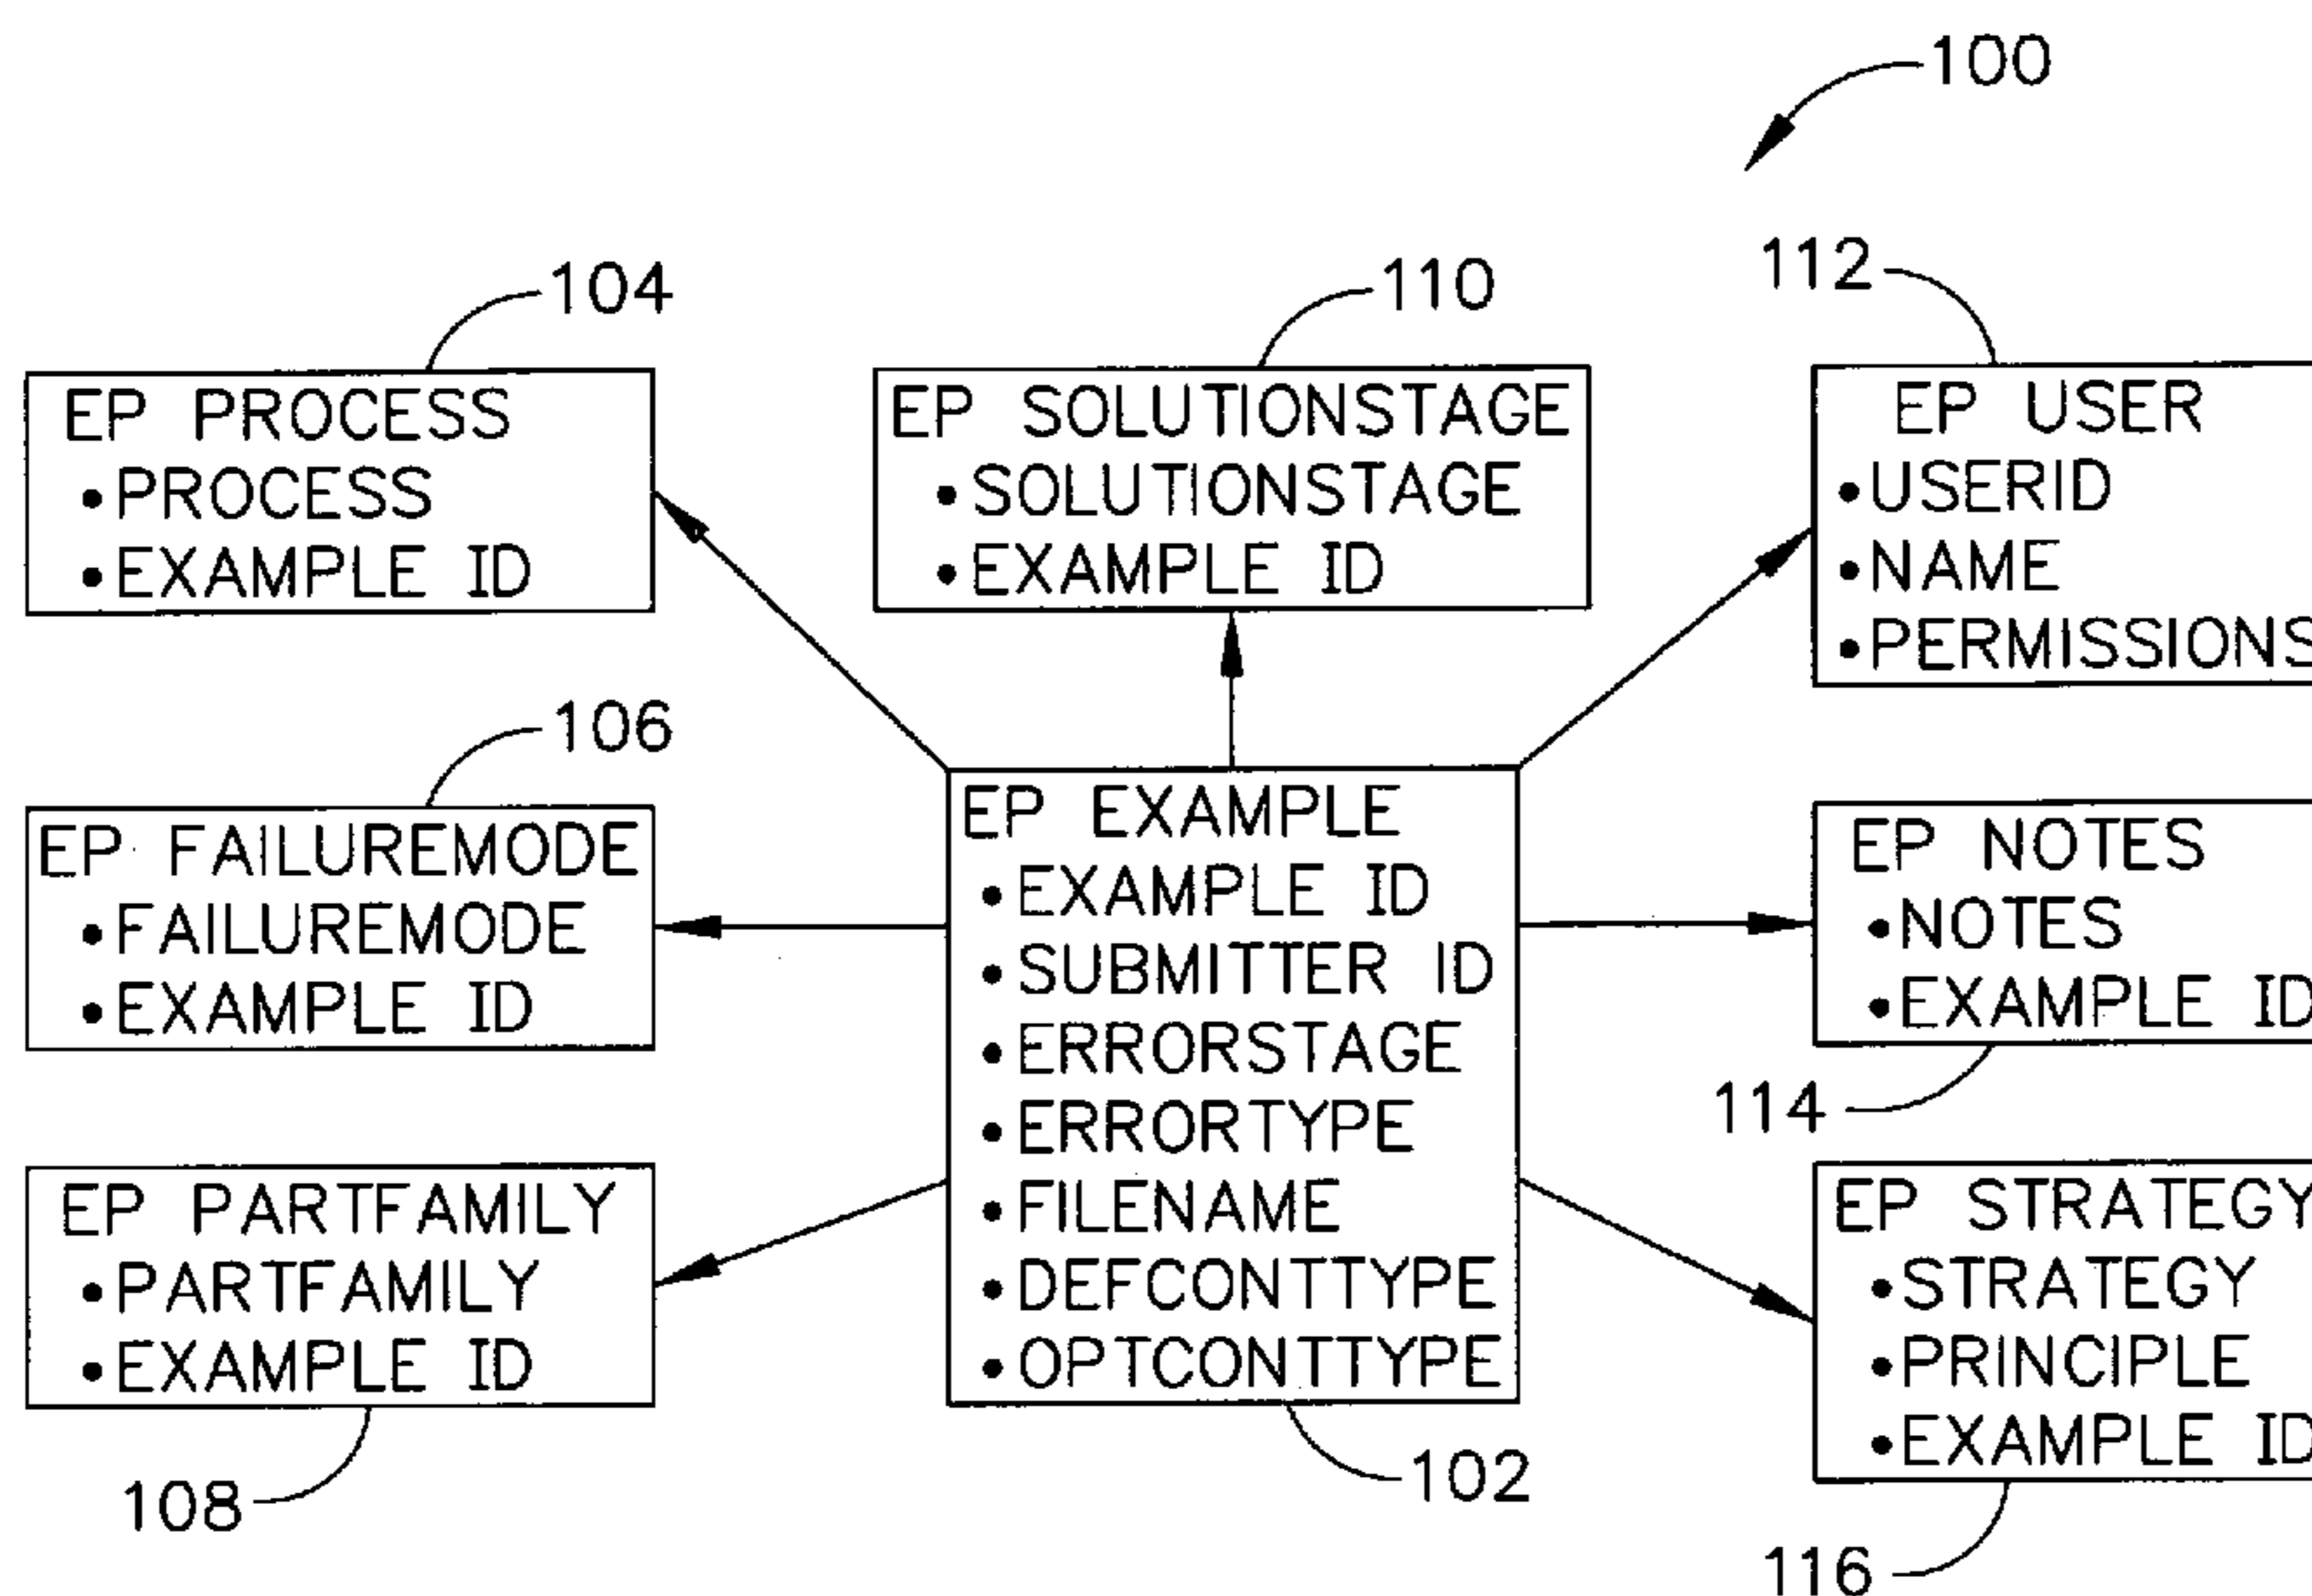 100
104
EP PROCESS
•PROCESS
•EXAMPLE ID
110
EP SOLUTIONSTAGE
•SOLUTIONSTAGE
•EXAMPLE ID
112
EP USER
•USERID
•NAME
•PERMISSIONS
106
EP FAILUREMODE
•FAILUREMODE
•EXAMPLE ID
EP EXAMPLE
•EXAMPLE ID
•SUBMITTER ID
•ERRORSTAGE
•ERRORTYPE
•FILENAME
•DEFCONTTYPE
•OPTCONTTYPE
102
EP NOTES
•NOTES
•EXAMPLE ID
114
EP PARTFAMILY
•PARTFAMILY
•EXAMPLE ID
108
EP STRATEGY
•STRATEGY
•PRINCIPLE
•EXAMPLE ID
116